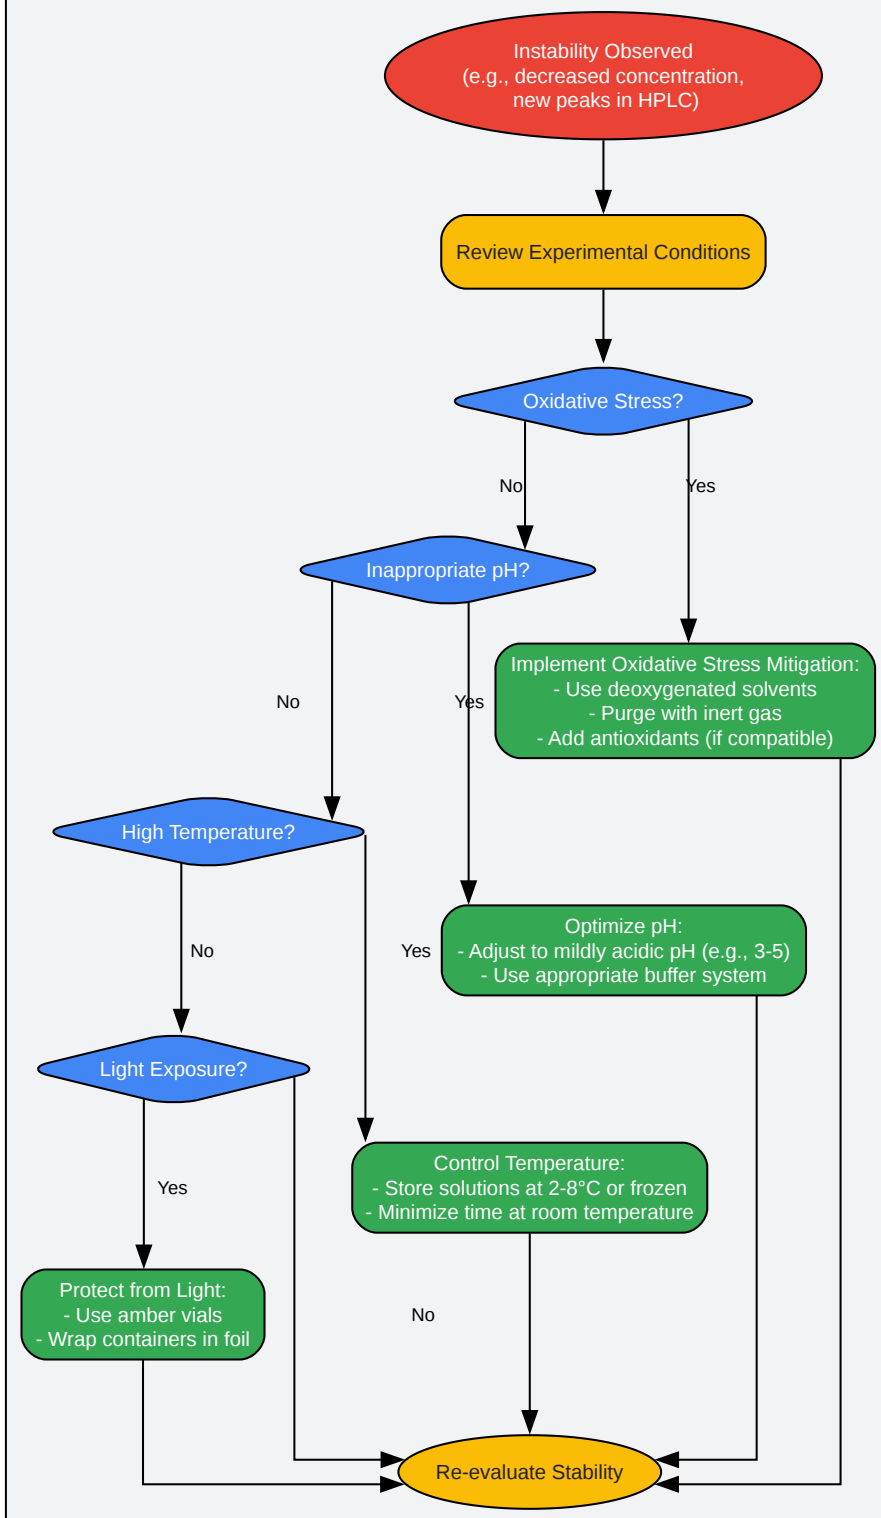 Instability Observed
(e.g., decreased concentration,
new peaks in HPLC)
Review Experimental Conditions
Oxidative Stress?
No
Yes
Inappropriate pH?
Implement Oxidative Stress Mitigation:
- Use deoxygenated solvents
- Purge with inert gas
- Add antioxidants (if compatible)
No
Yes
High Temperature?
Optimize pH:
- Adjust to mildly acidic pH (e.g., 3-5)
- Use appropriate buffer system
No
Yes
Light Exposure?
Control Temperature:
- Store solutions at 2-8°C or frozen
- Minimize time at room temperature
Yes
Protect from Light:
- Use amber vials
- Wrap containers in foil
No
Re-evaluate Stability